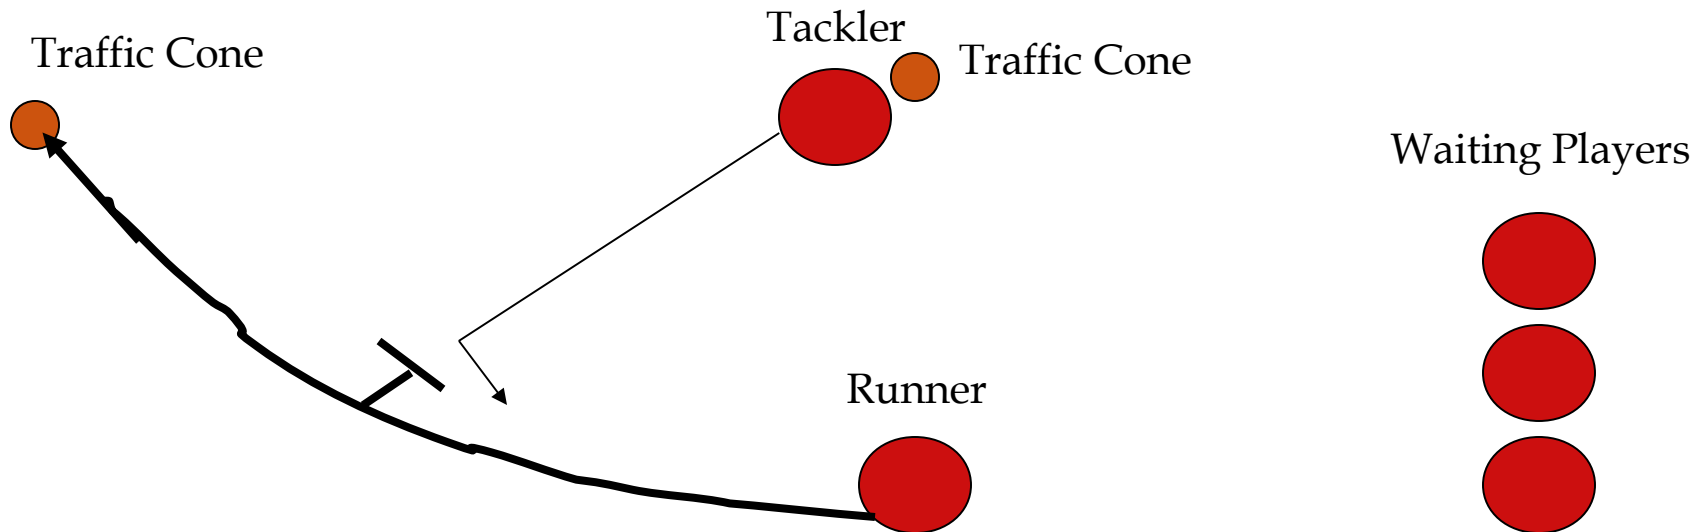 Tackler
Traffic Cone
Traffic Cone
Waiting Players
Runner